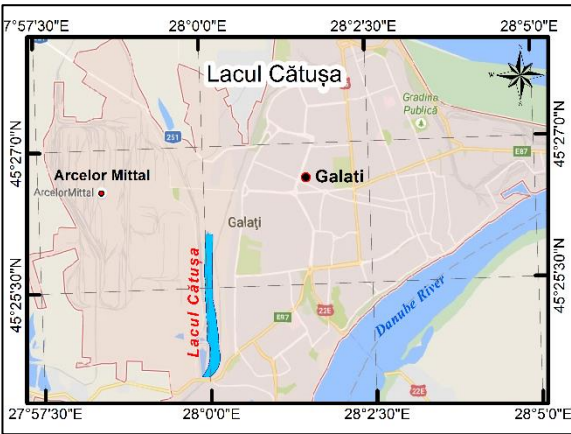 7°57'30"E
28°0'0"E
28°2'30"E
28°5'0"E
Lacul Cătușa
Gradina
Publică
251
45°27'0"N
E87
45°27'0"N
Arcelor Mittal
ArcelorMittal
Galati
Galați
Lacul Cătușa
45°25'30"N
45°25'30"N
22E
E87
Danube River
22E
27°57'30"E
28°0'0"E
28°2'30"E
28°5'0"E